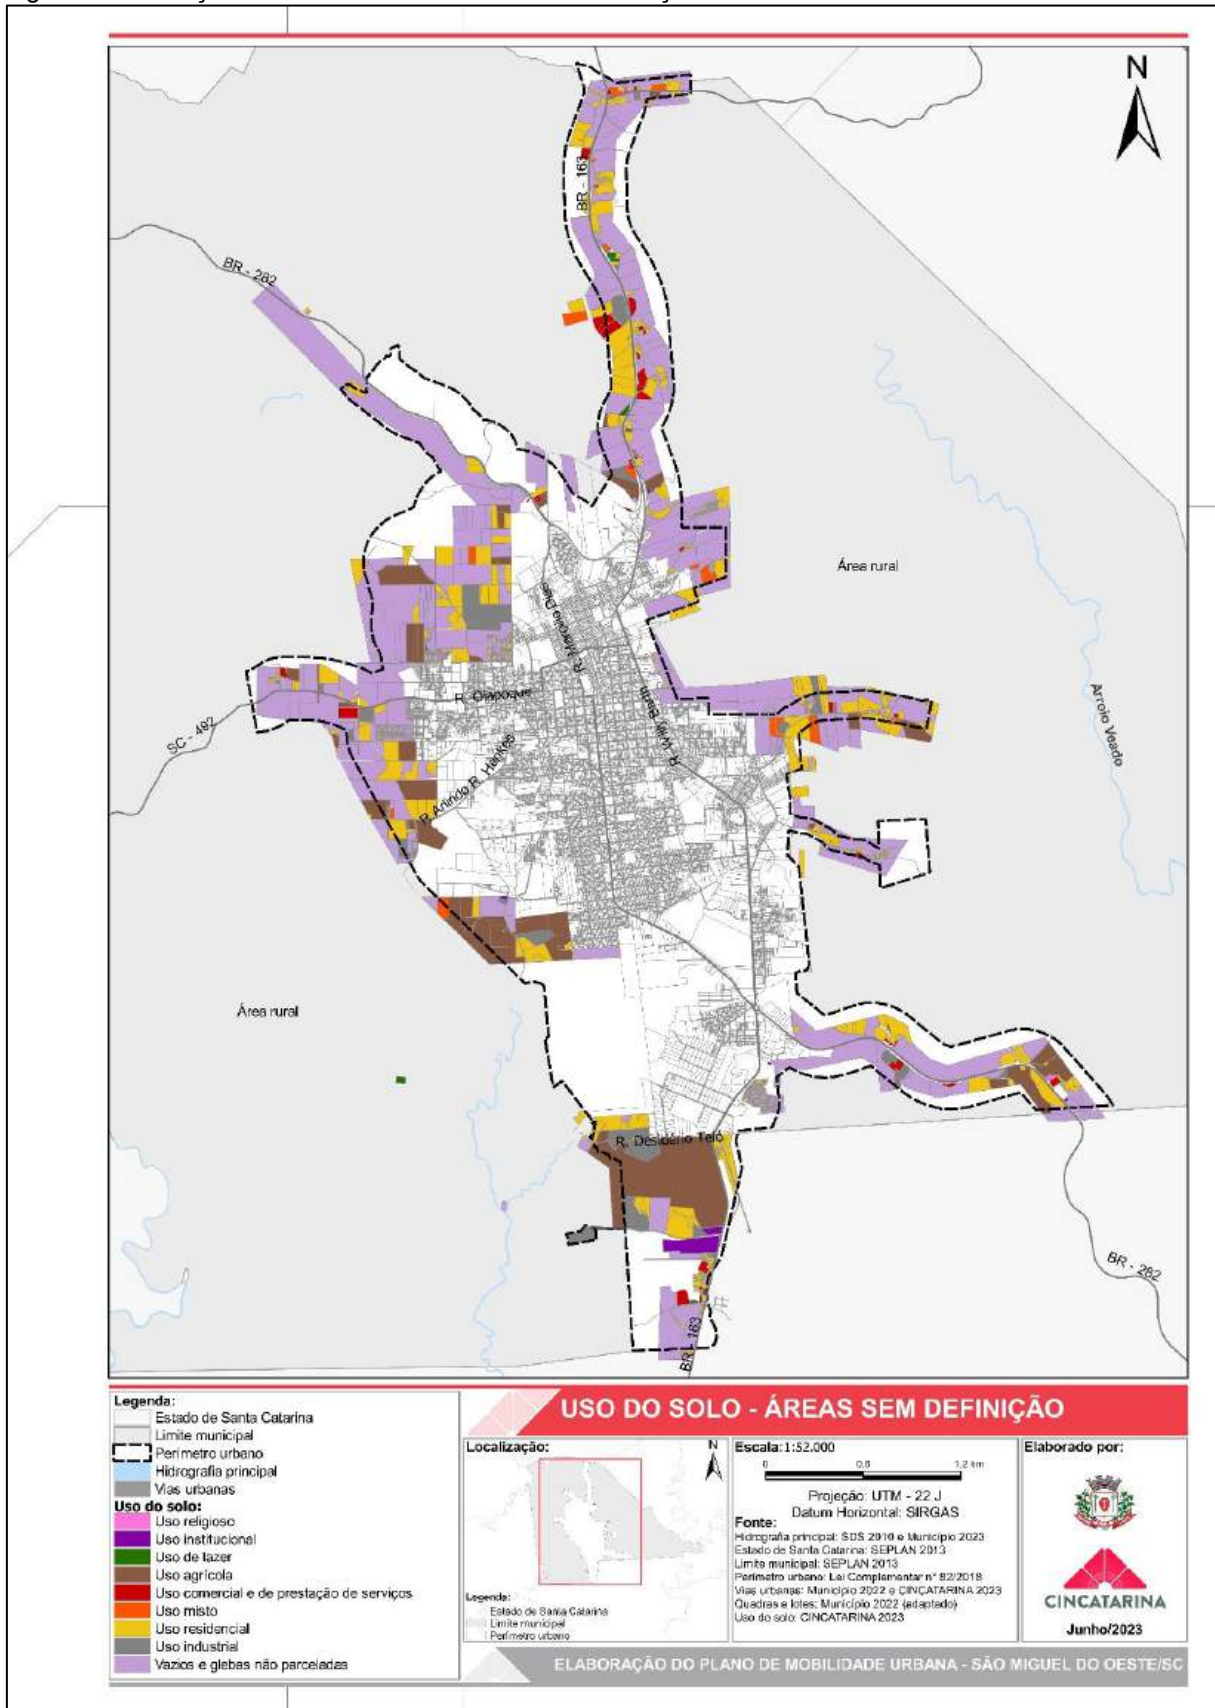 N
BR - 163
BR - 282
Área rural
R. Marcílio Dias
R. Willy Barth
R. Oiapoque
SC - 492
R. Arlindo R. Henkes
Arroio Veado
Área rural
R. Desidério Teló
BR - 282
BR - 163
Legenda:
Estado de Santa Catarina
Limite municipal
Perímetro urbano
Hidrografia principal
Vias urbanas
Uso do solo:
Uso religioso
Uso institucional
Uso de lazer
Uso agrícola
Uso comercial e de prestação de serviços
Uso misto
Uso residencial
Uso industrial
Vazios e glebas não parceladas
USO DO SOLO - ÁREAS SEM DEFINIÇÃO
Localização:
N
Legenda:
Estado de Santa Catarina
Limite municipal
Perímetro urbano
Escala:1:52.000
0 0,6 1,2 km
Projeção: UTM - 22 J
Datum Horizontal: SIRGAS
Fonte:
Hidrografia principal: SDS 2010 e Município 2023
Estado de Santa Catarina: SEPLAN 2013
Limite municipal: SEPLAN 2013
Perímetro urbano: Lei Complementar n° 82/2018
Vias urbanas: Município 2022 e CINCATARINA 2023
Quadras e lotes: Município 2022 (adaptado)
Uso do solo: CINCATARINA 2023
Elaborado por:
CINCATARINA
Junho/2023
ELABORAÇÃO DO PLANO DE MOBILIDADE URBANA - SÃO MIGUEL DO OESTE/SC